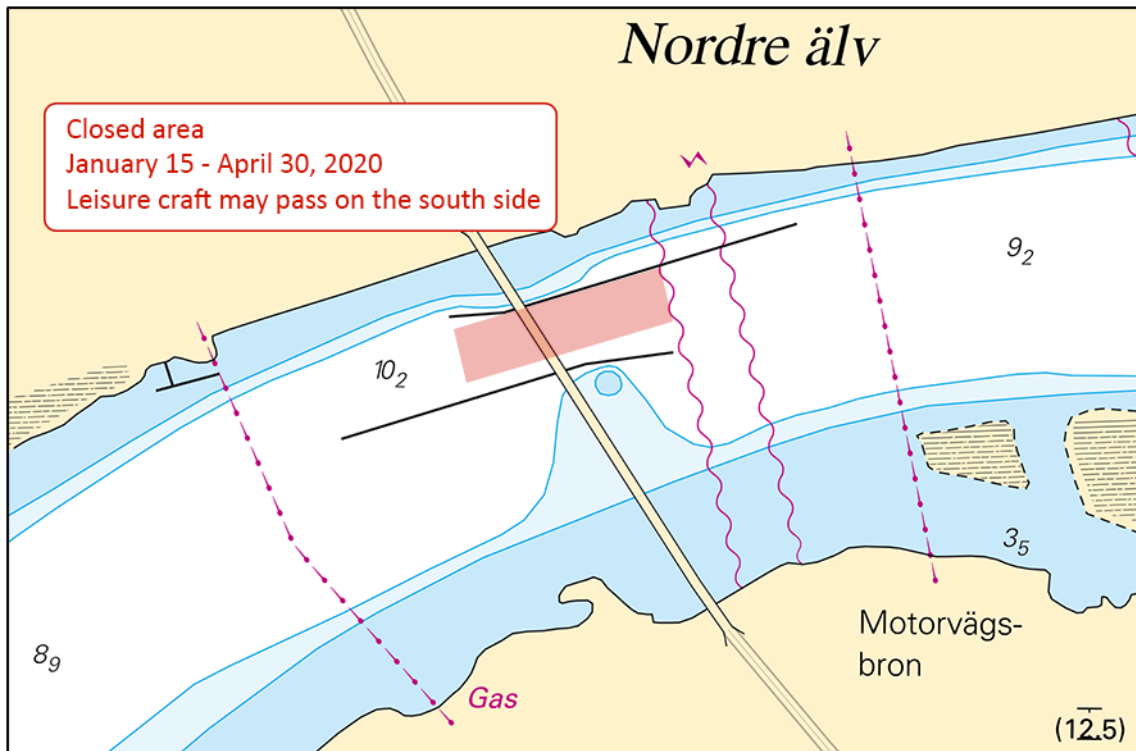 Nordre älv
Closed area
January 15 - April 30, 2020
Leisure craft may pass on the south side
9₂
10₂
3₅
Motorvägs-
bron
8₉
Gas
(12.5)